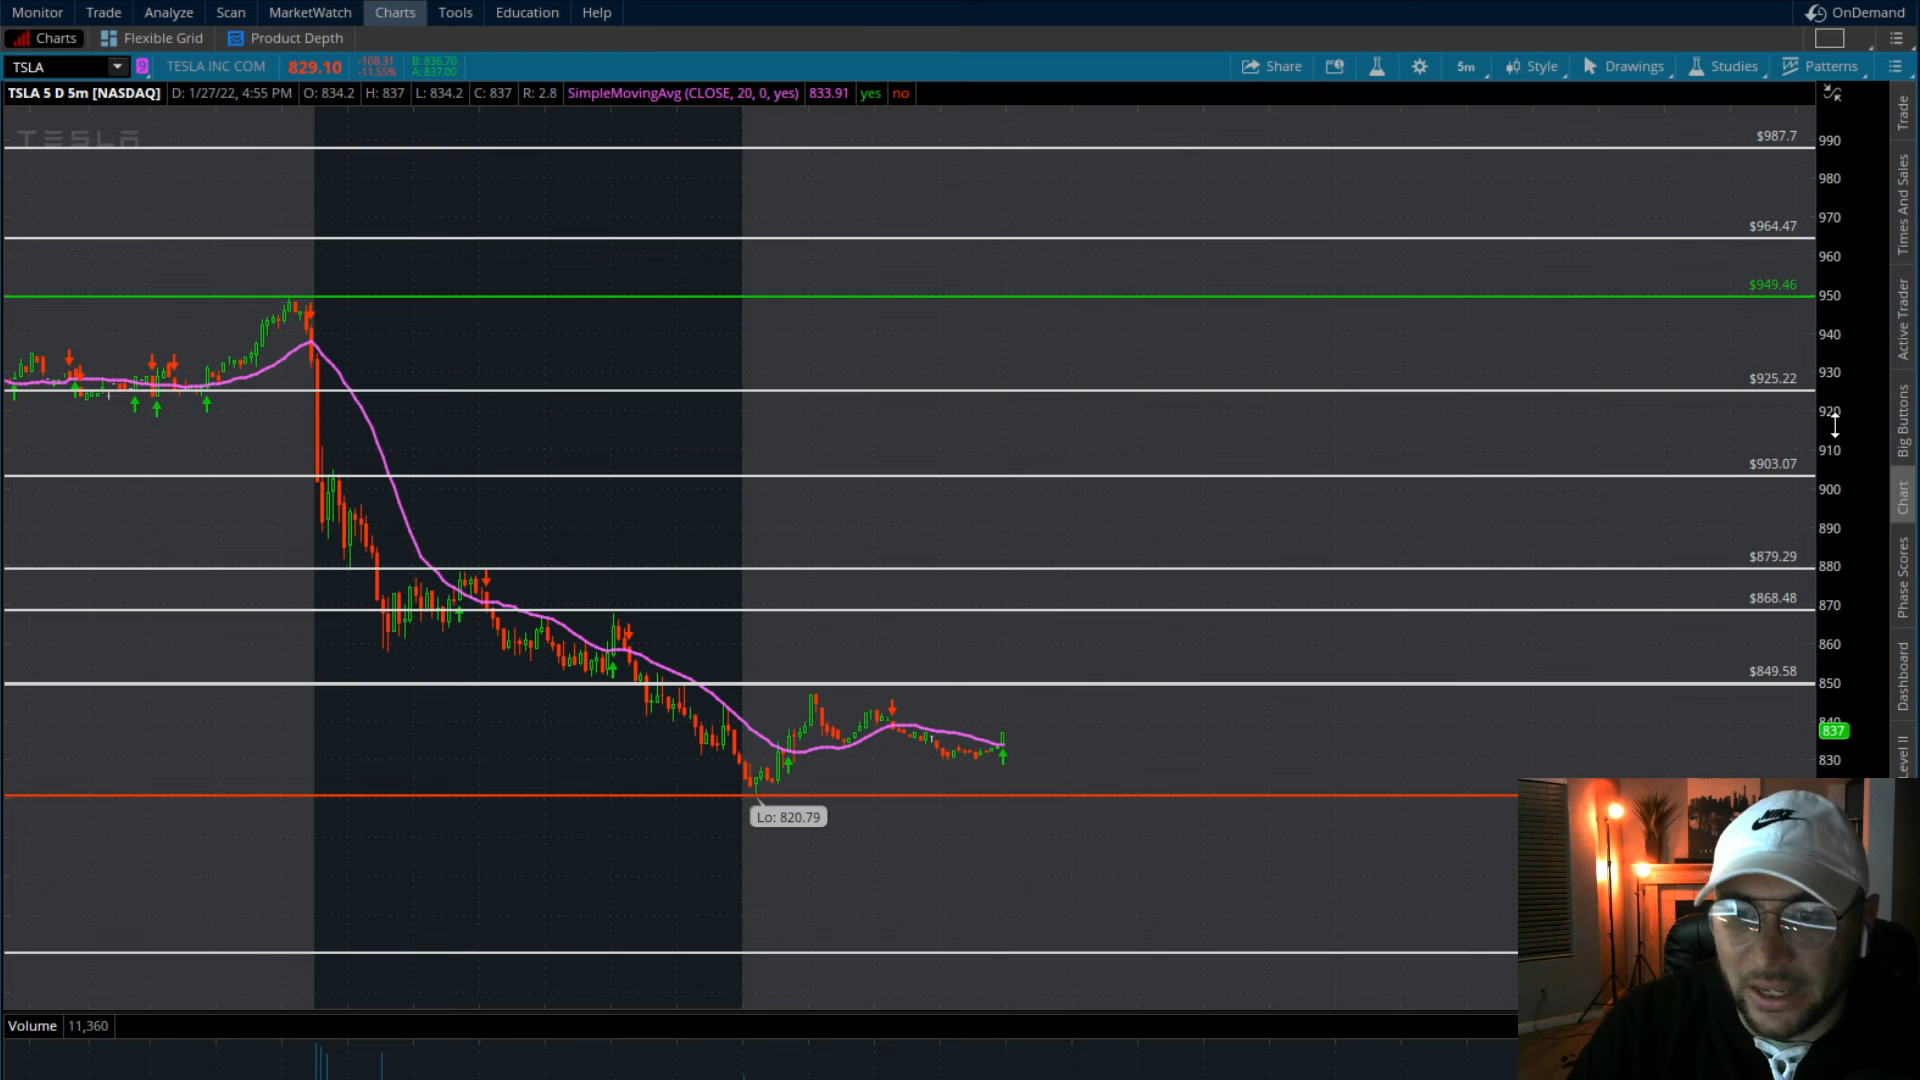 Monitor Trade Analyze Scan MarketWatch Charts Tools Education Help OnDemand
Charts Flexible Grid Product Depth
TSLA 9 TESLA INC COM 829.10 -108.31 -11.55% B: 836.70 A: 837.00 Share 5m Style Drawings Studies Patterns
TSLA 5 D 5m [NASDAQ] D: 1/27/22, 4:55 PM O: 834.2 H: 837 L: 834.2 C: 837 R: 2.8 SimpleMovingAvg (CLOSE, 20, 0, yes) 833.91 yes no
TESLA
$987.7
$964.47
$949.46
$925.22
$903.07
$879.29
$868.48
$849.58
990
980
970
960
950
940
930
920
910
900
890
880
870
860
850
840
837
830
Lo: 820.79
Trade
Times And Sales
Active Trader
Big Buttons
Chart
Phase Scores
Dashboard
Level II
Volume 11,360